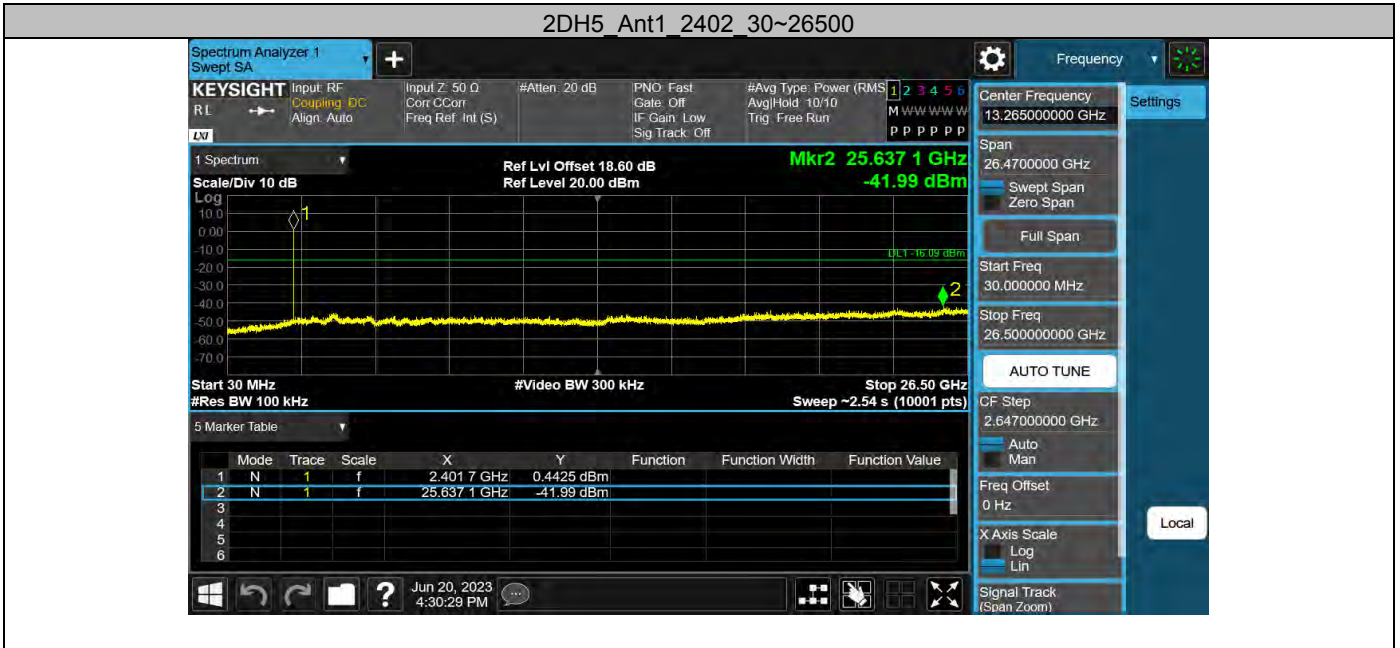 2DH5_Ant1_2402_30~26500
Spectrum Analyzer 1
Swept SA
Frequency
KEYSIGHT
RL
LXI
Input: RF
Coupling: DC
Align: Auto
Input Z: 50 Ω
Corr CCorr
Freq Ref: Int (S)
#Atten: 20 dB
PNO: Fast
Gate: Off
IF Gain: Low
Sig Track: Off
#Avg Type: Power (RMS
Avg|Hold: 10/10
Trig: Free Run
1 2 3 4 5 6
M W W W W W
P P P P P P
1 Spectrum
Scale/Div 10 dB
Ref Lvl Offset 18.60 dB
Ref Level 20.00 dBm
Mkr2 25.637 1 GHz
-41.99 dBm
Log
10.0
0.00
-10.0
-20.0
-30.0
-40.0
-50.0
-60.0
-70.0
1
DL1 -16.09 dBm
2
Start 30 MHz
#Video BW 300 kHz
Stop 26.50 GHz
#Res BW 100 kHz
Sweep ~2.54 s (10001 pts)
5 Marker Table
Mode Trace Scale X Y Function Function Width Function Value
1 N 1 f 2.401 7 GHz 0.4425 dBm
2 N 1 f 25.637 1 GHz -41.99 dBm
3
4
5
6
Jun 20, 2023
4:30:29 PM
Center Frequency
13.265000000 GHz
Settings
Span
26.4700000 GHz
Swept Span
Zero Span
Full Span
Start Freq
30.000000 MHz
Stop Freq
26.500000000 GHz
AUTO TUNE
CF Step
2.647000000 GHz
Auto
Man
Freq Offset
0 Hz
Local
X Axis Scale
Log
Lin
Signal Track
(Span Zoom)